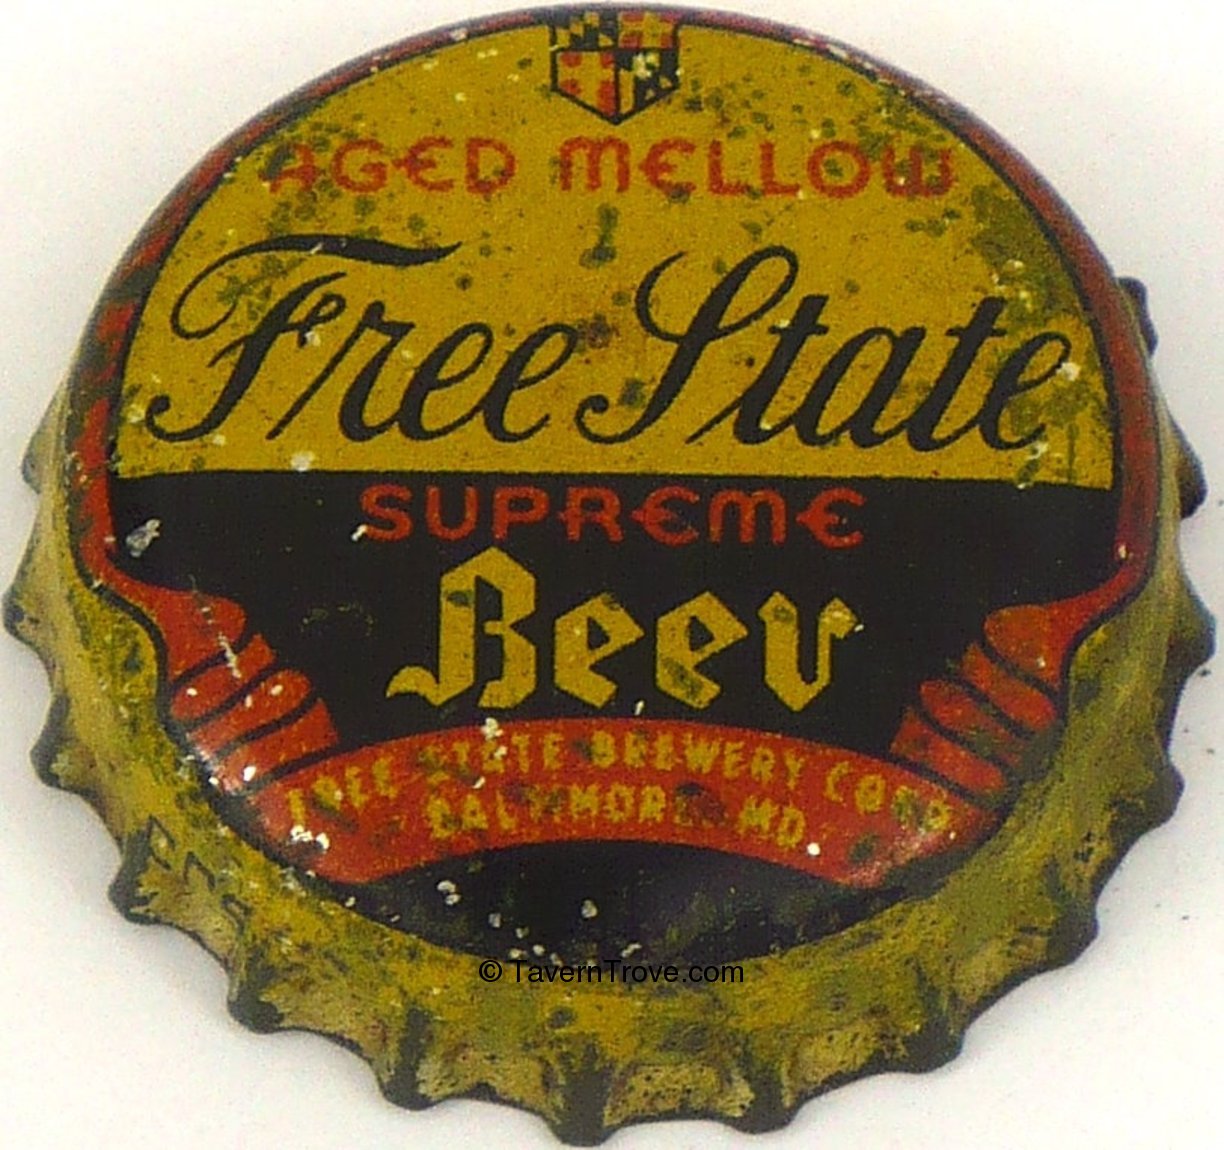 AGED MELLOW
Free State
SUPREME
Beer
FREE STATE BREWERY CORP.
BALTIMORE MD.
© TavernTrove.com